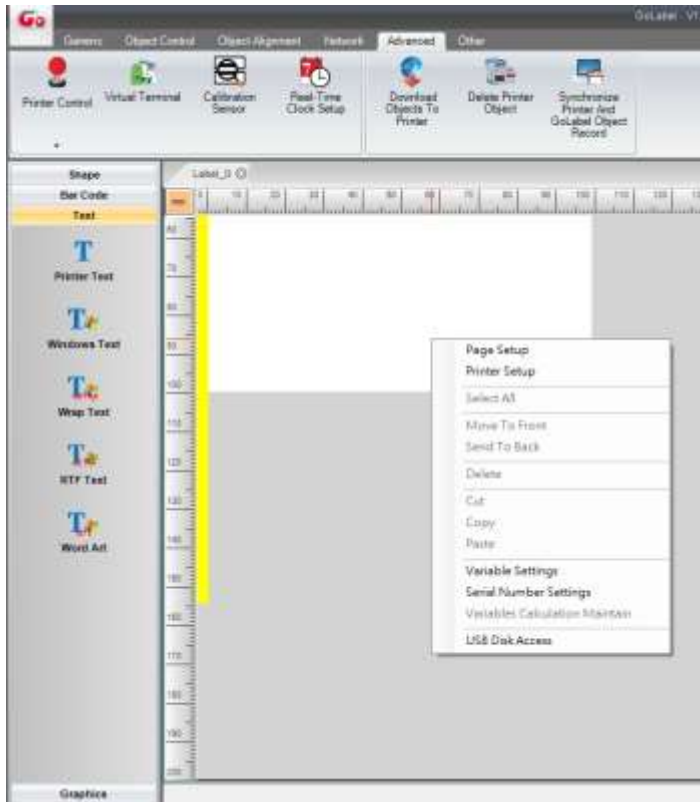 Go
GoLabel
Generic Object Control Object Alignment Network Advanced Other
Printer Control
Virtual Terminal
Calibration
Sensor
Real-Time
Clock Setup
Download
Objects To
Printer
Delete Printer
Object
Synchronize
Printer And
GoLabel Object
Record
Shape
Bar Code
Text
Printer Text
Windows Text
Wrap Text
RTF Text
Word Art
Graphics
Label_0
mm
Page Setup
Printer Setup
Select All
Move To Front
Send To Back
Delete
Cut
Copy
Paste
Variable Settings
Serial Number Settings
Variables Calculation Maintain
USB Disk Access